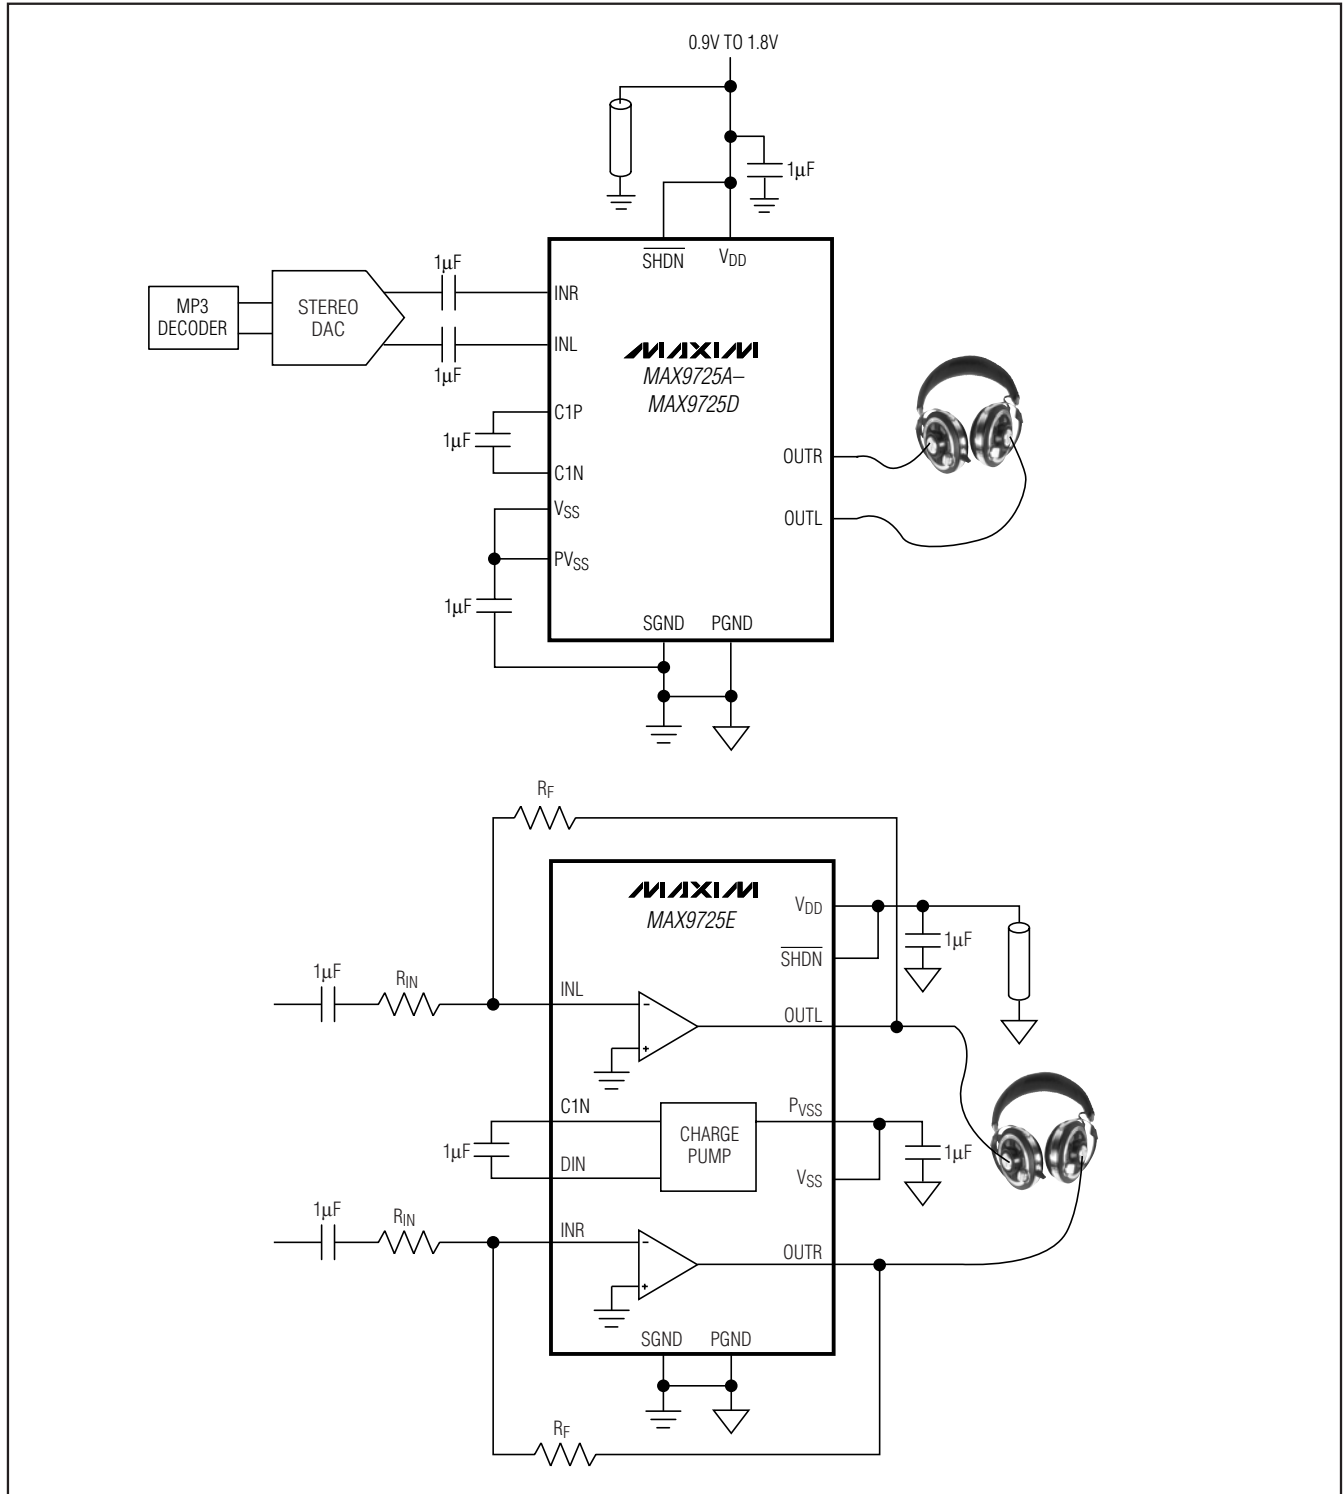 0.9V TO 1.8V
1µF
SHDN
VDD
1µF
MP3
DECODER
STEREO
DAC
INR
INL
1µF
MAXIM
MAX9725A–
MAX9725D
C1P
1µF
C1N
OUTR
VSS
OUTL
PVSS
1µF
SGND
PGND
RF
MAXIM
MAX9725E
VDD
1µF
SHDN
1µF
RIN
INL
-
OUTL
+
C1N
CHARGE
PUMP
PVSS
1µF
DIN
1µF
VSS
1µF
RIN
INR
-
OUTR
+
SGND
PGND
RF